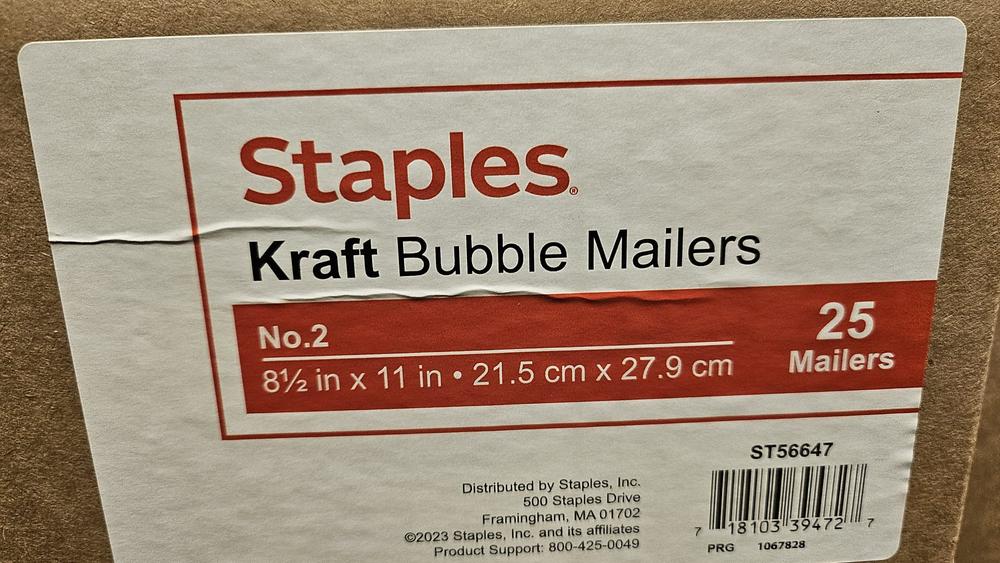 Staples®
Kraft Bubble Mailers
No.2
8½ in x 11 in • 21.5 cm x 27.9 cm
25
Mailers
ST56647
7 18103 39472 7
PRG 1067828
Distributed by Staples, Inc.
500 Staples Drive
Framingham, MA 01702
©2023 Staples, Inc. and its affiliates
Product Support: 800-425-0049